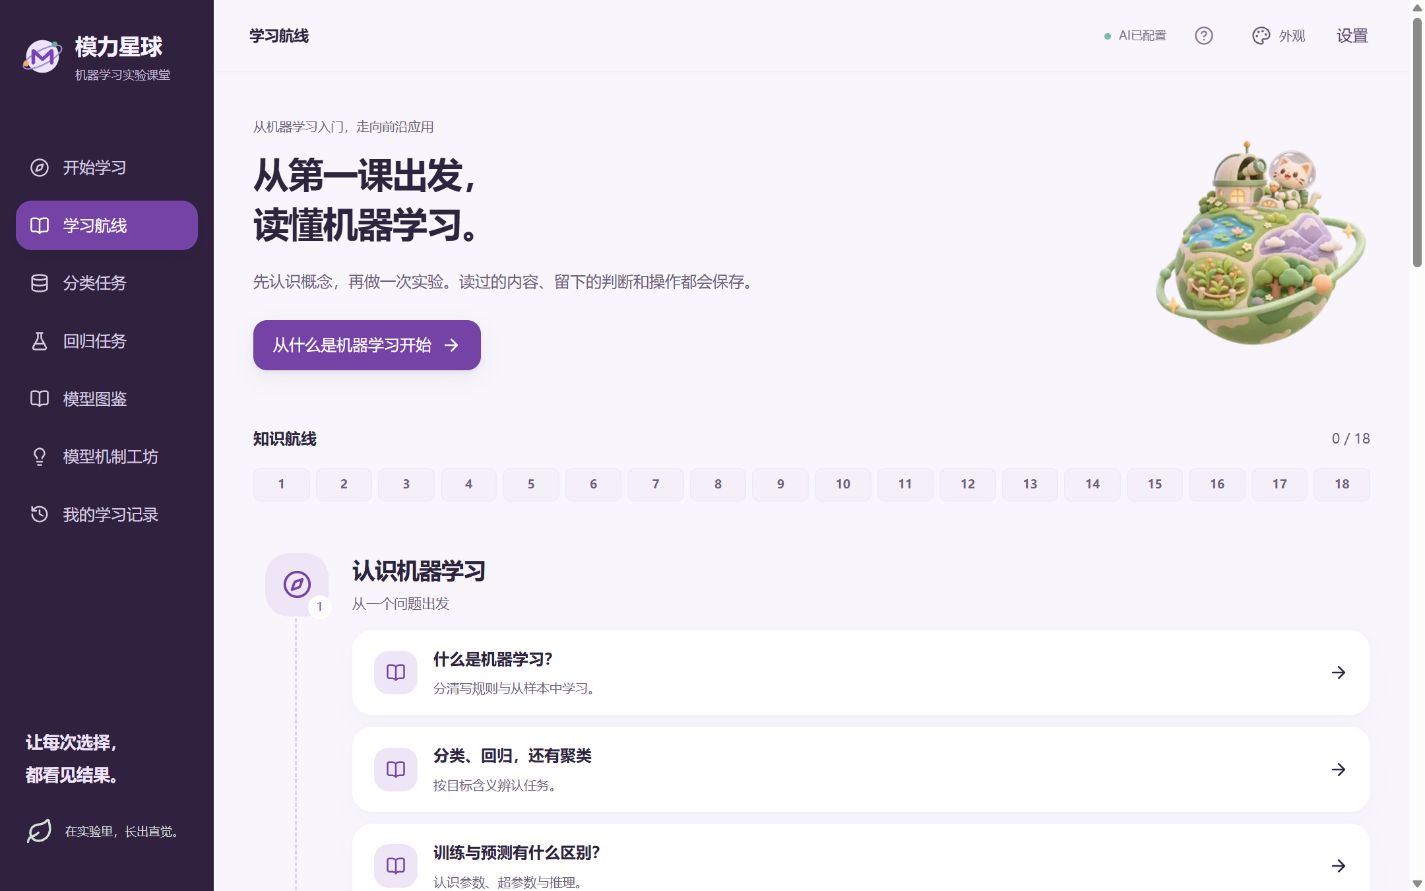 模力星球
机器学习实验课堂
开始学习
学习航线
分类任务
回归任务
模型图鉴
模型机制工坊
我的学习记录
让每次选择，
都看见结果。
在实验里，长出直觉。
学习航线
AI已配置
外观
设置
从机器学习入门，走向前沿应用
从第一课出发，
读懂机器学习。
先认识概念，再做一次实验。读过的内容、留下的判断和操作都会保存。
从什么是机器学习开始
知识航线
0 / 18
1 2 3 4 5 6 7 8 9 10 11 12 13 14 15 16 17 18
认识机器学习
1
从一个问题出发
什么是机器学习？
分清写规则与从样本中学习。
分类、回归，还有聚类
按目标含义辨认任务。
训练与预测有什么区别？
认识参数、超参数与推理。